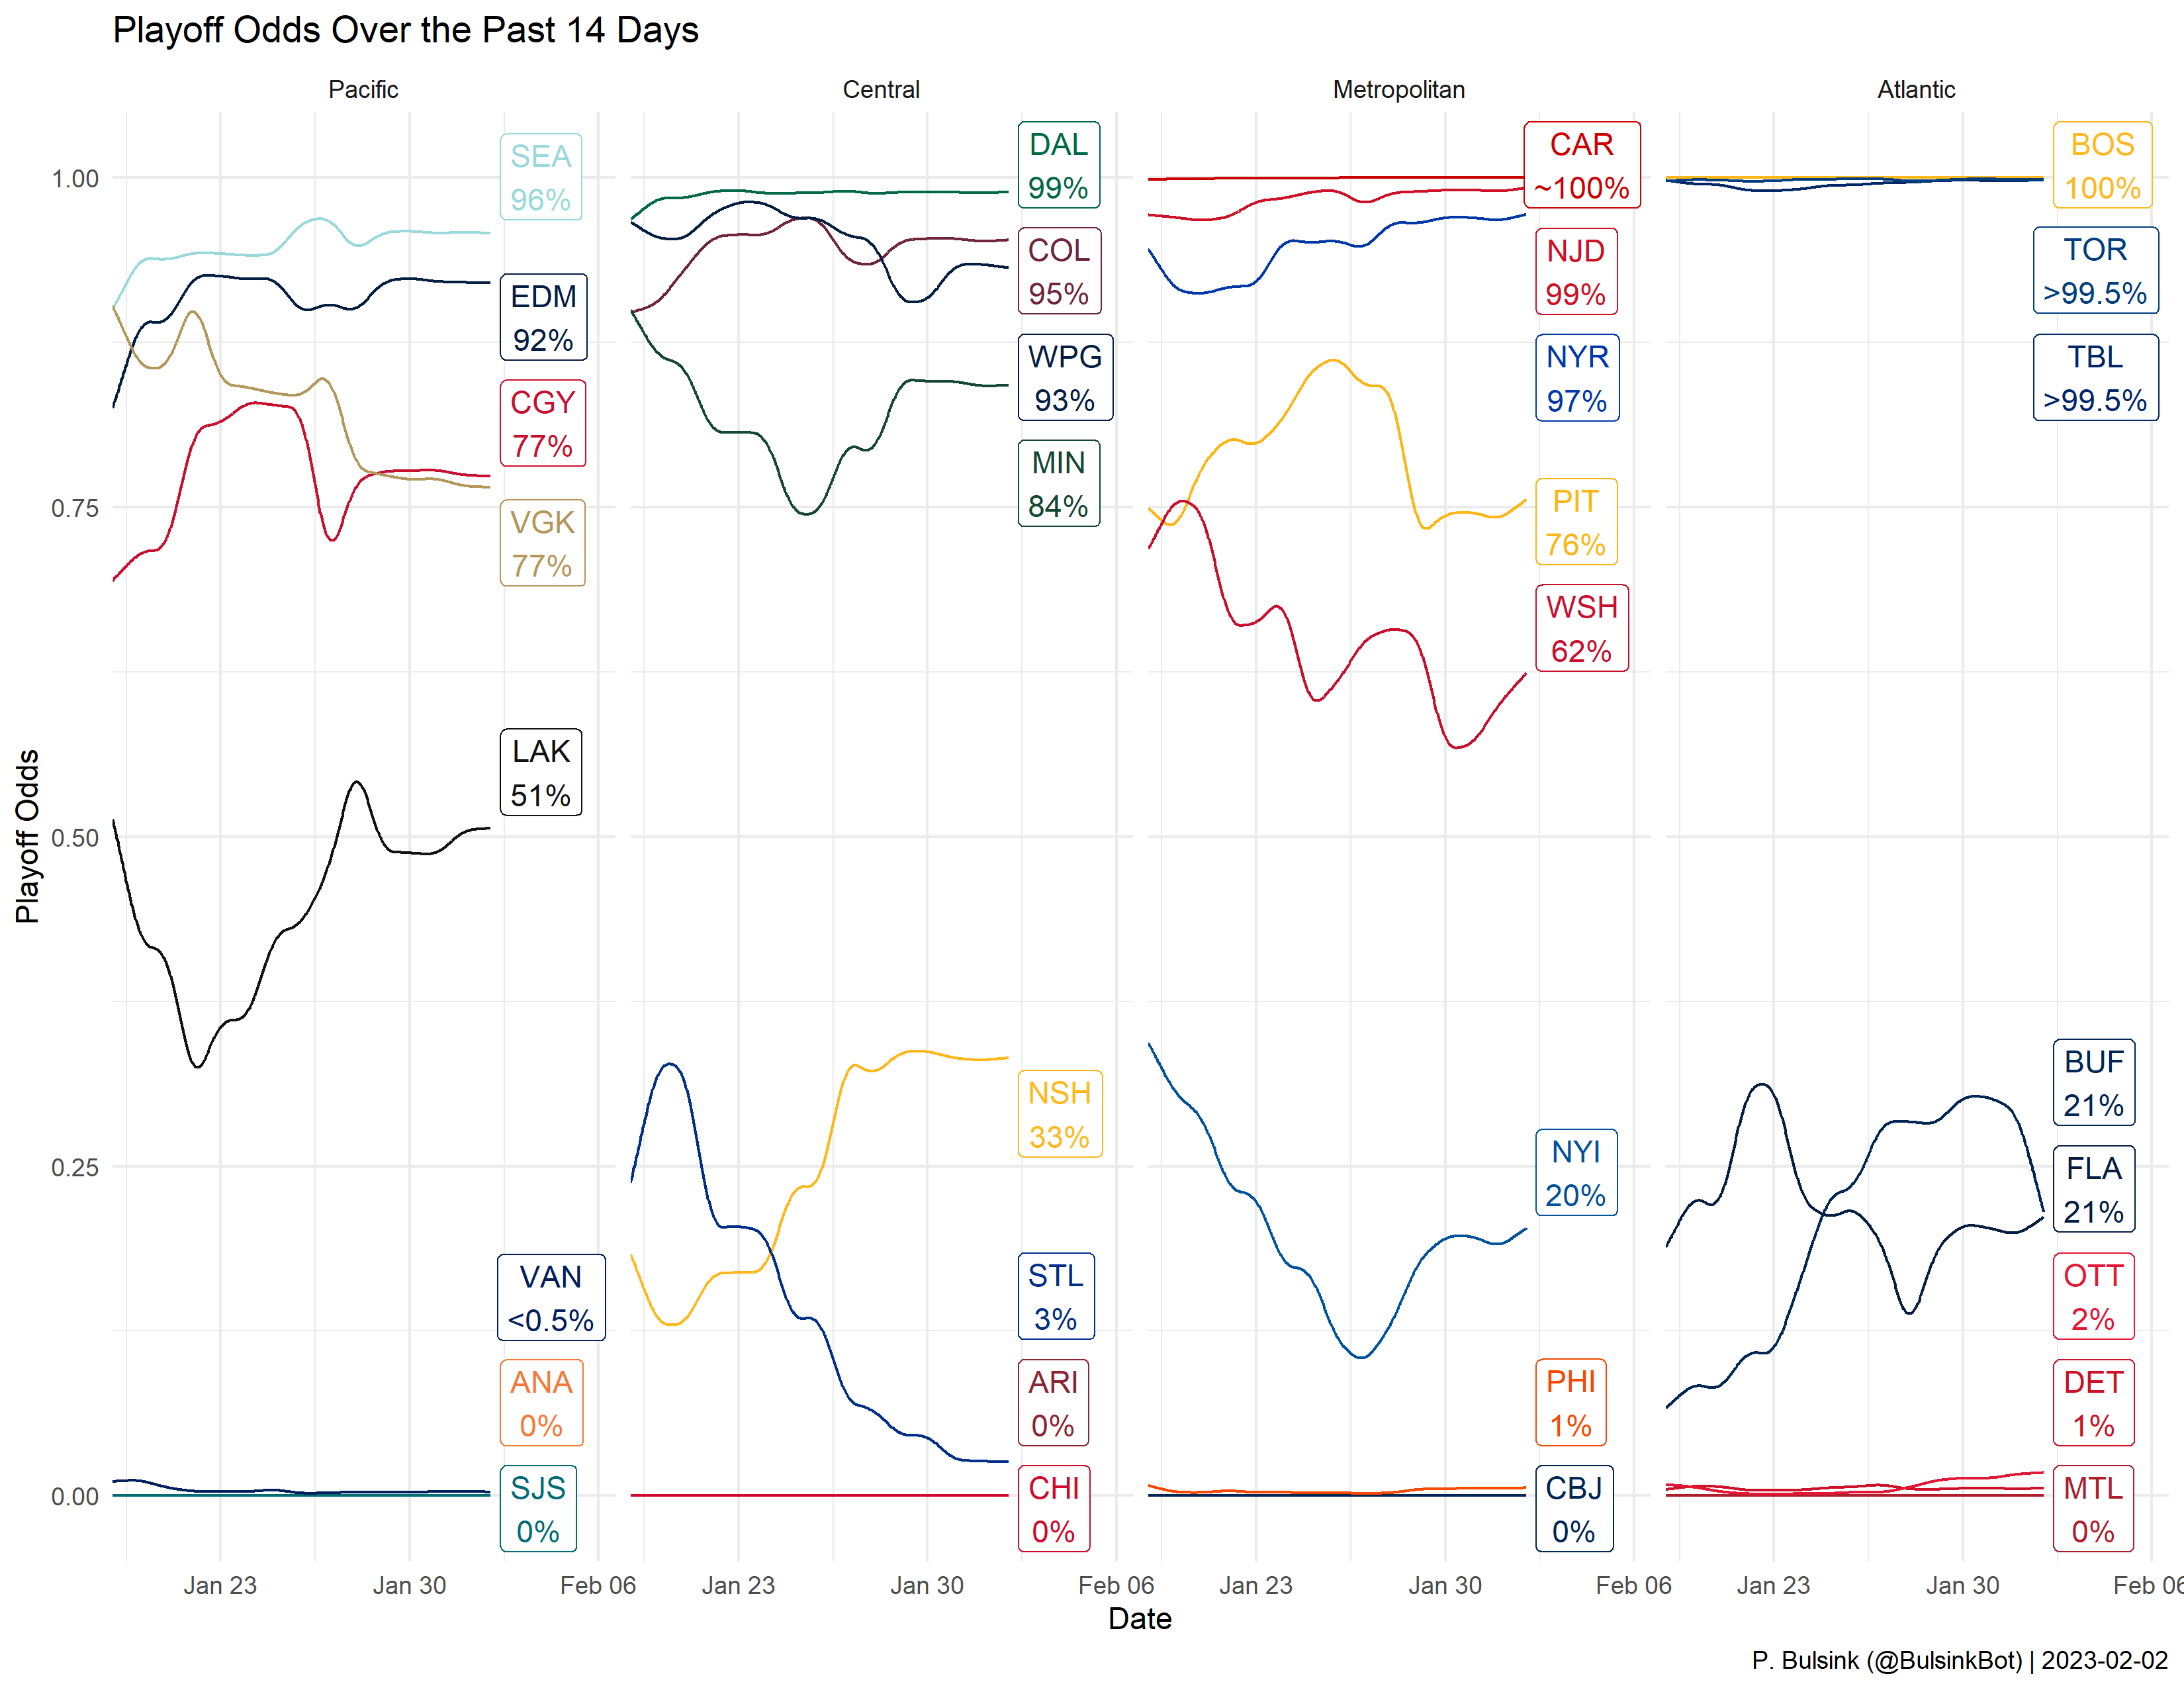 Playoff Odds Over the Past 14 Days
Pacific
Central
Metropolitan
Atlantic
Playoff Odds
1.00
0.75
0.50
0.25
0.00
SEA
96%
EDM
92%
CGY
77%
VGK
77%
LAK
51%
VAN
<0.5%
ANA
0%
SJS
0%
DAL
99%
COL
95%
WPG
93%
MIN
84%
NSH
33%
STL
3%
ARI
0%
CHI
0%
CAR
~100%
NJD
99%
NYR
97%
PIT
76%
WSH
62%
NYI
20%
PHI
1%
CBJ
0%
BOS
100%
TOR
>99.5%
TBL
>99.5%
BUF
21%
FLA
21%
OTT
2%
DET
1%
MTL
0%
Jan 23 Jan 30 Feb 06 Jan 23 Jan 30 Feb 06 Jan 23 Jan 30 Feb 06 Jan 23 Jan 30 Feb 06
Date
P. Bulsink (@BulsinkBot) | 2023-02-02